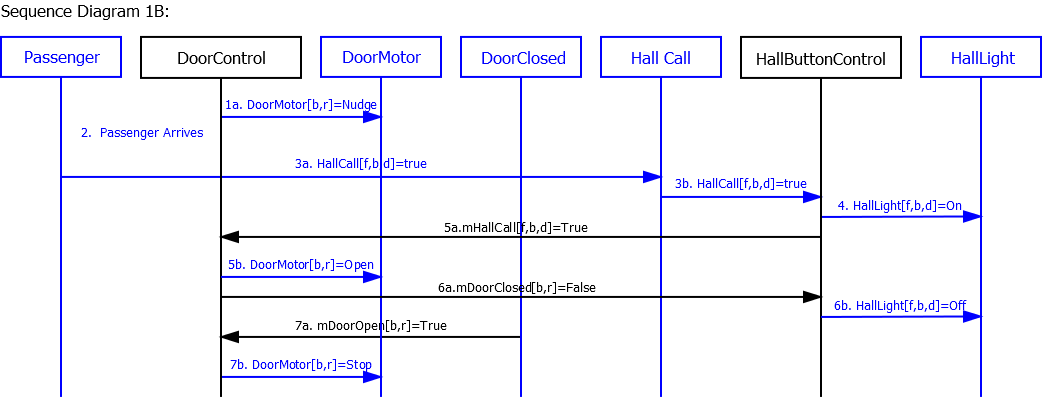 Sequence Diagram 1B:
Passenger
DoorControl
DoorMotor
DoorClosed
Hall Call
HallButtonControl
HallLight
1a. DoorMotor[b,r]=Nudge
2. Passenger Arrives
3a. HallCall[f,b,d]=true
3b. HallCall[f,b,d]=true
4. HallLight[f,b,d]=On
5a.mHallCall[f,b,d]=True
5b. DoorMotor[b,r]=Open
6a.mDoorClosed[b,r]=False
6b. HallLight[f,b,d]=Off
7a. mDoorOpen[b,r]=True
7b. DoorMotor[b,r]=Stop